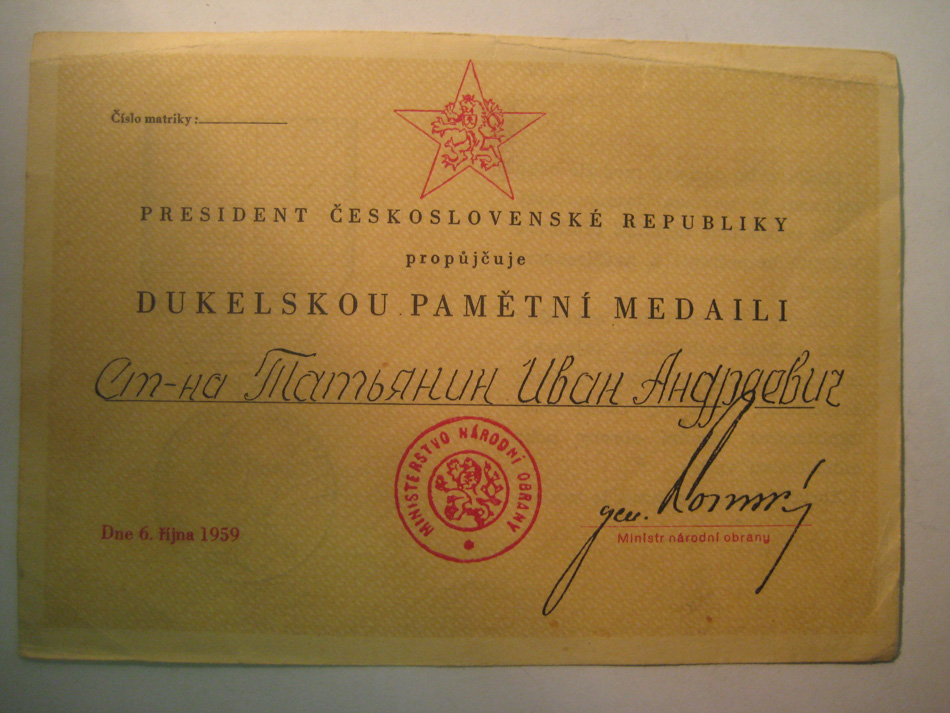 Číslo matriky:
PRESIDENT ČESKOSLOVENSKÉ REPUBLIKY
propůjčuje
DUKELSKOU PAMĚTNÍ MEDAILI
Ст-на Татьянин Иван Андреевич
MINISTERSTVO NÁRODNÍ OBRANY
Dne 6. října 1959
gen. Lomský
Ministr národní obrany